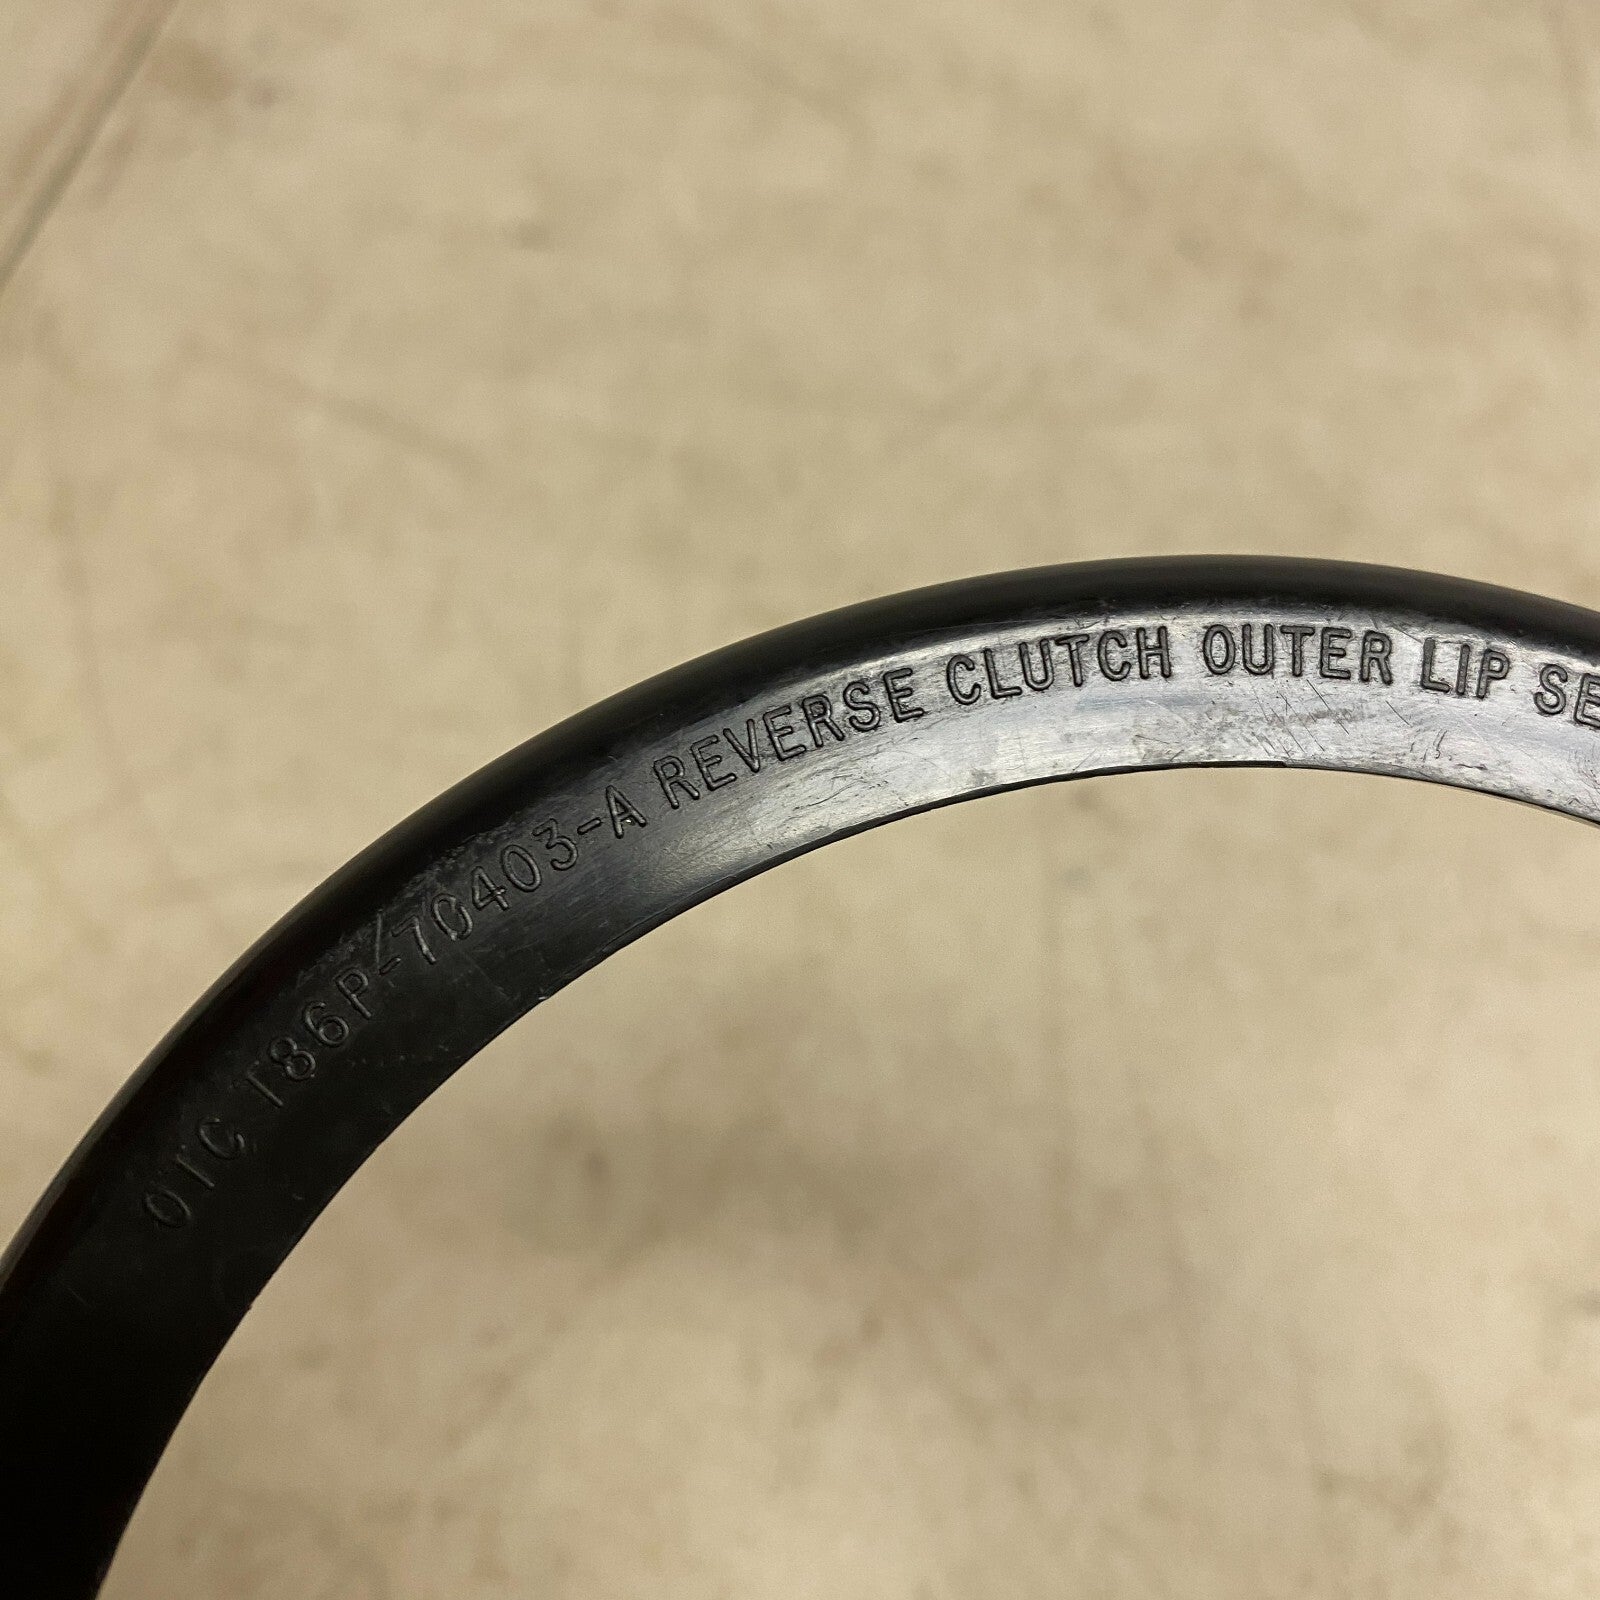 OTC T86P-70403-A REVERSE CLUTCH OUTER LIP SE